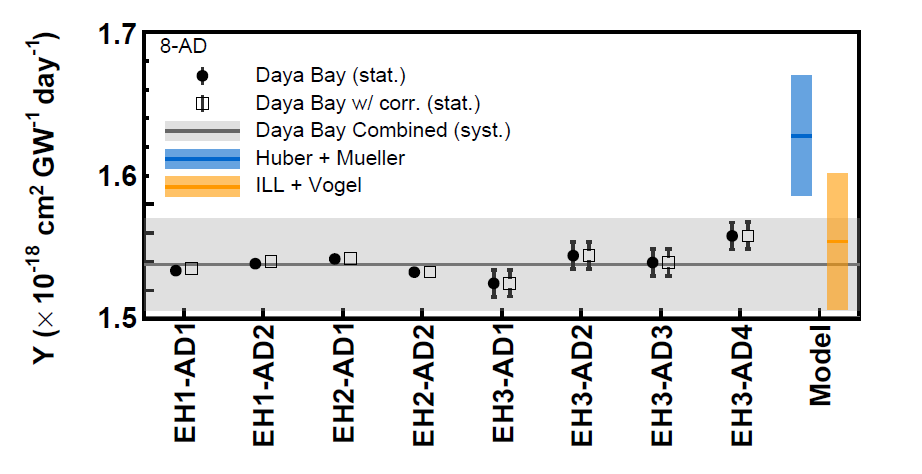 Y (× 10⁻¹⁸ cm² GW⁻¹ day⁻¹)
1.7
1.6
1.5
8-AD
Daya Bay (stat.)
Daya Bay w/ corr. (stat.)
Daya Bay Combined (syst.)
Huber + Mueller
ILL + Vogel
EH1-AD1
EH1-AD2
EH2-AD1
EH2-AD2
EH3-AD1
EH3-AD2
EH3-AD3
EH3-AD4
Model